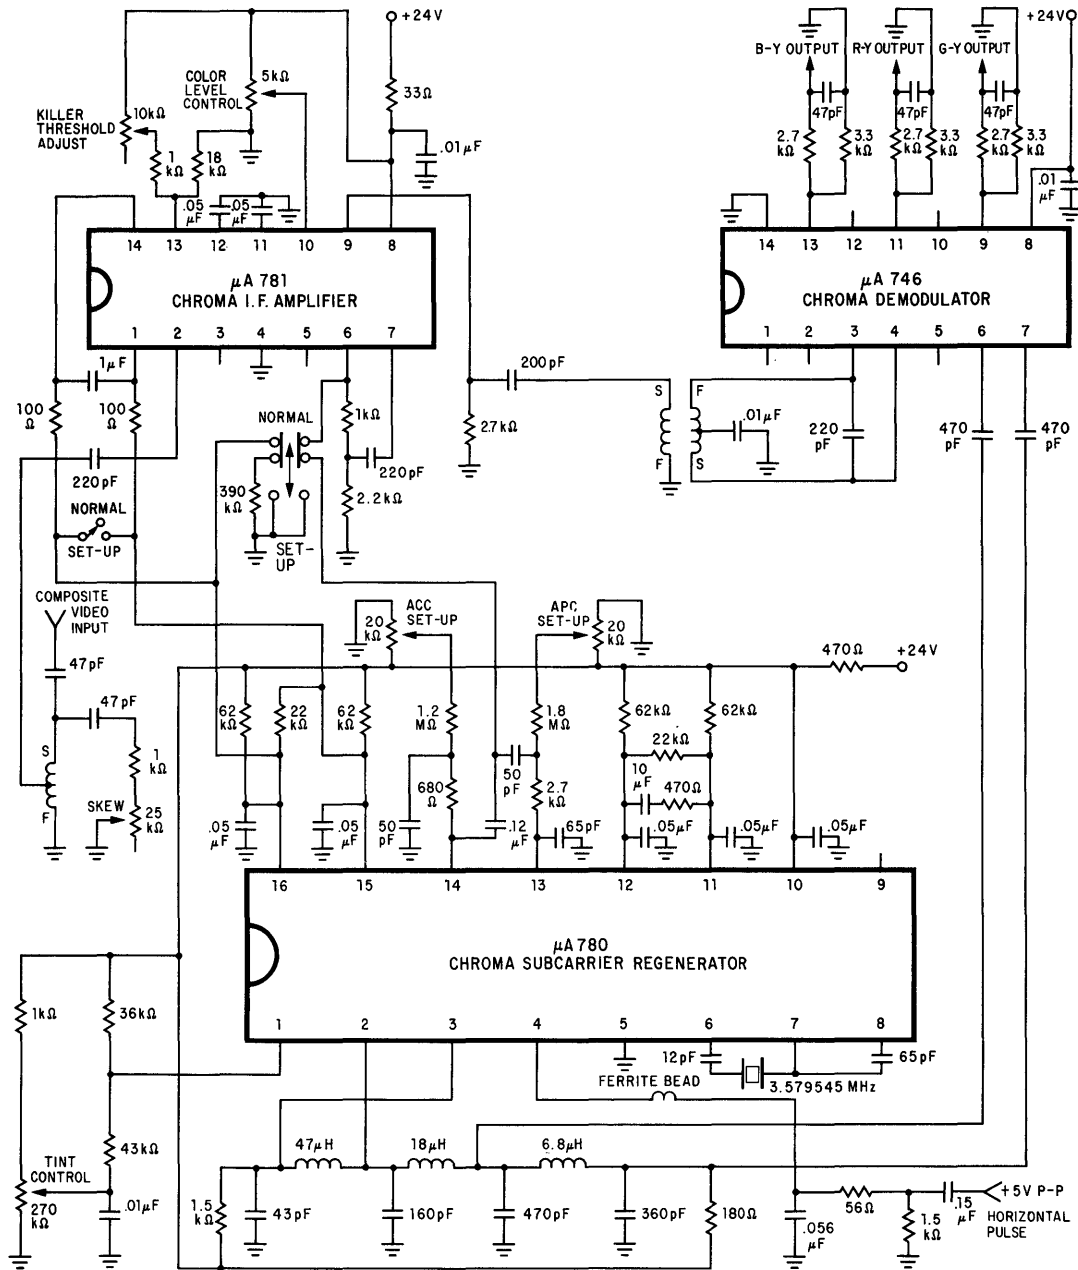 +24V
5kΩ
COLOR
LEVEL
CONTROL
33Ω
10kΩ
KILLER
THRESHOLD
ADJUST
1
kΩ
18
kΩ
.01μF
.05
μF
.05
μF
14 13 12 11 10 9 8
μA 781
CHROMA I.F. AMPLIFIER
1 2 3 4 5 6 7
+24V
B-Y OUTPUT
R-Y OUTPUT
G-Y OUTPUT
47pF
47pF
47pF
2.7
kΩ
3.3
kΩ
2.7
kΩ
3.3
kΩ
2.7
kΩ
3.3
kΩ
.01
μF
14 13 12 11 10 9 8
μA 746
CHROMA DEMODULATOR
1 2 3 4 5 6 7
1μF
100
Ω
100
Ω
220pF
NORMAL
SET-UP
NORMAL
390
kΩ
SET-
UP
1kΩ
220pF
2.2kΩ
200pF
2.7kΩ
S
F
F
S
.01μF
220
pF
470
pF
470
pF
COMPOSITE
VIDEO
INPUT
47pF
47pF
S
F
1
kΩ
SKEW
25
kΩ
20
kΩ
ACC
SET-UP
APC
SET-UP
20
kΩ
470Ω
+24V
62
kΩ
22
kΩ
62
kΩ
1.2
MΩ
1.8
MΩ
62kΩ
62kΩ
22kΩ
680
Ω
50
pF
2.7
kΩ
10
μF
470Ω
.05
μF
.05
μF
50
pF
.12
μF
65pF
.05μF
.05μF
.05μF
16 15 14 13 12 11 10 9
μA 780
CHROMA SUBCARRIER REGENERATOR
1 2 3 4 5 6 7 8
1kΩ
36kΩ
12pF
65pF
3.579545 MHz
FERRITE BEAD
43kΩ
TINT
CONTROL
270
kΩ
.01μF
47μH
18μH
6.8μH
1.5
kΩ
43pF
160pF
470pF
360pF
180Ω
.056
μF
56Ω
.15
μF
1.5
kΩ
+5V P-P
HORIZONTAL
PULSE